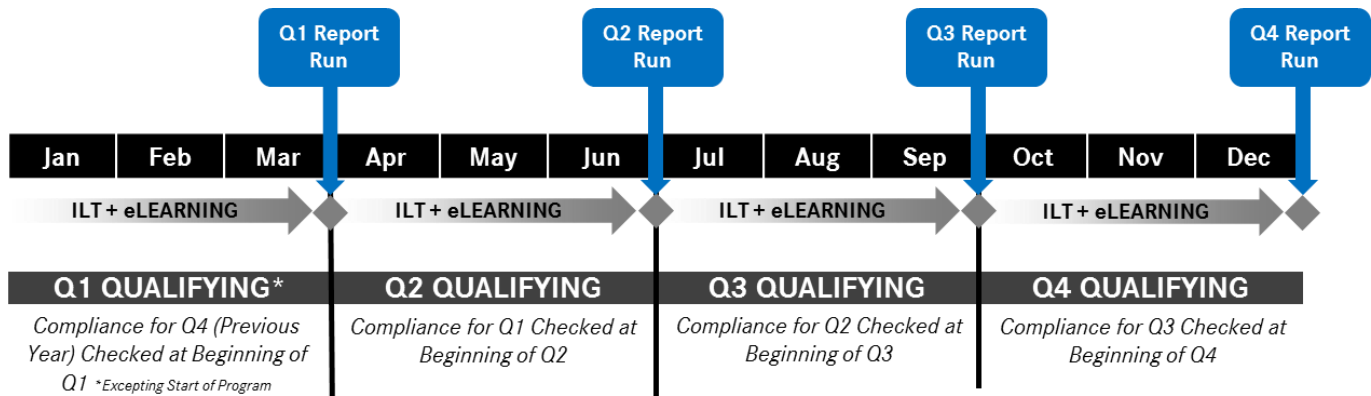 Q1 Report
Run
Q2 Report
Run
Q3 Report
Run
Q4 Report
Run
Jan
Feb
Mar
Apr
May
Jun
Jul
Aug
Sep
Oct
Nov
Dec
ILT + eLEARNING
ILT + eLEARNING
ILT + eLEARNING
ILT + eLEARNING
Q1 QUALIFYING*
Q2 QUALIFYING
Q3 QUALIFYING
Q4 QUALIFYING
Compliance for Q4 (Previous
Year) Checked at Beginning of
Q1 *Excepting Start of Program
Compliance for Q1 Checked at
Beginning of Q2
Compliance for Q2 Checked at
Beginning of Q3
Compliance for Q3 Checked at
Beginning of Q4